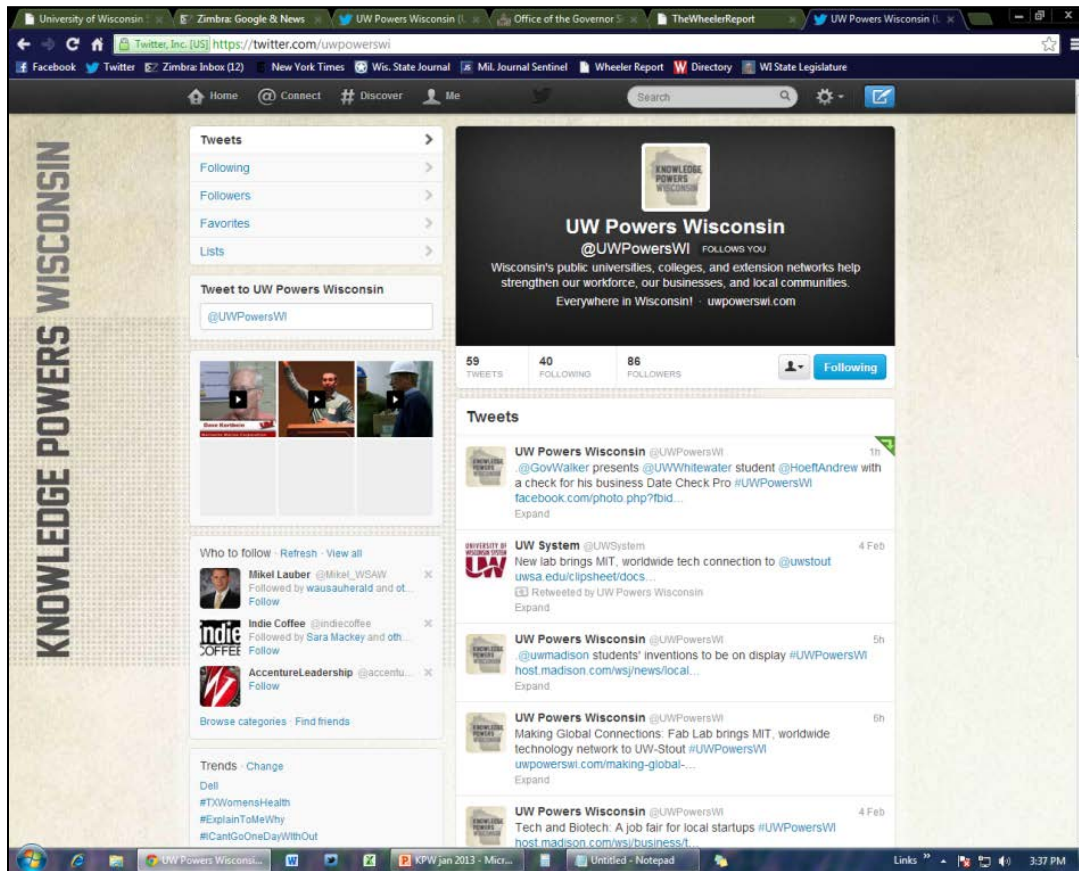 University of Wisconsin S
Zimbra: Google & News
UW Powers Wisconsin (U
Office of the Governor S
TheWheelerReport
UW Powers Wisconsin (U
Twitter, Inc. [US] https://twitter.com/uwpowerswi
Facebook Twitter Zimbra: Inbox (12) New York Times Wis. State Journal Mil. Journal Sentinel Wheeler Report Directory WI State Legislature
Home Connect Discover Me Search
KNOWLEDGE POWERS WISCONSIN
Tweets
Following
Followers
Favorites
Lists
Tweet to UW Powers Wisconsin
@UWPowersWI
Who to follow · Refresh · View all
Mikel Lauber @Mikel_WSAW
Followed by wausauherald and ot...
Follow
indie COFFEE
Indie Coffee @indiecoffee
Followed by Sara Mackey and oth...
Follow
AccentureLeadership @accentu...
Follow
Browse categories · Find friends
Trends · Change
Dell
#TXWomensHealth
#ExplainToMeWhy
#ICantGoOneDayWithOut
KNOWLEDGE
POWERS
WISCONSIN
UW Powers Wisconsin
@UWPowersWI FOLLOWS YOU
Wisconsin's public universities, colleges, and extension networks help
strengthen our workforce, our businesses, and local communities.
Everywhere in Wisconsin! · uwpowerswi.com
59 TWEETS
40 FOLLOWING
86 FOLLOWERS
Following
Tweets
UW Powers Wisconsin @UWPowersWI 1h
.@GovWalker presents @UWWhitewater student @HoeftAndrew with
a check for his business Date Check Pro #UWPowersWI
facebook.com/photo.php?fbid...
Expand
UW System @UWSystem 4 Feb
New lab brings MIT, worldwide tech connection to @uwstout
uwsa.edu/clipsheet/docs...
Retweeted by UW Powers Wisconsin
Expand
UW Powers Wisconsin @UWPowersWI 5h
.@uwmadison students' inventions to be on display #UWPowersWI
host.madison.com/wsj/news/local...
Expand
UW Powers Wisconsin @UWPowersWI 6h
Making Global Connections: Fab Lab brings MIT, worldwide
technology network to UW-Stout #UWPowersWI
uwpowerswi.com/making-global-...
Expand
UW Powers Wisconsin @UWPowersWI 4 Feb
Tech and Biotech: A job fair for local startups #UWPowersWI
host.madison.com/wsj/business/t...
UW Powers Wisconsi... KPW jan 2013 - Micr... Untitled - Notepad Links 3:37 PM